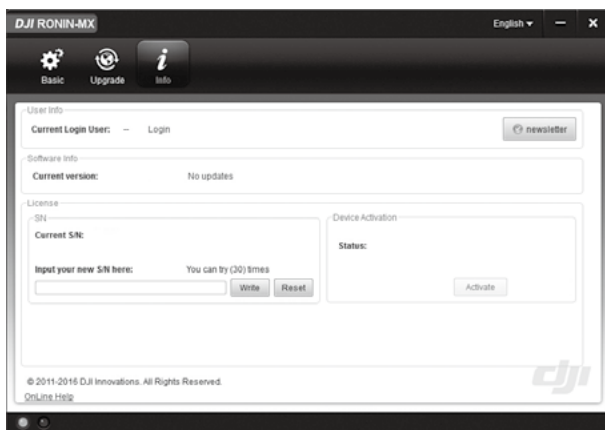 DJI RONIN-MX English
Basic Upgrade Info
User Info
Current Login User: -- Login newsletter
Software Info
Current version: No updates
License
SN Device Activation
Current S/N:
Status:
Input your new S/N here: You can try (30) times
Write Reset Activate
© 2011-2016 DJI Innovations. All Rights Reserved.
OnLine Help
dji